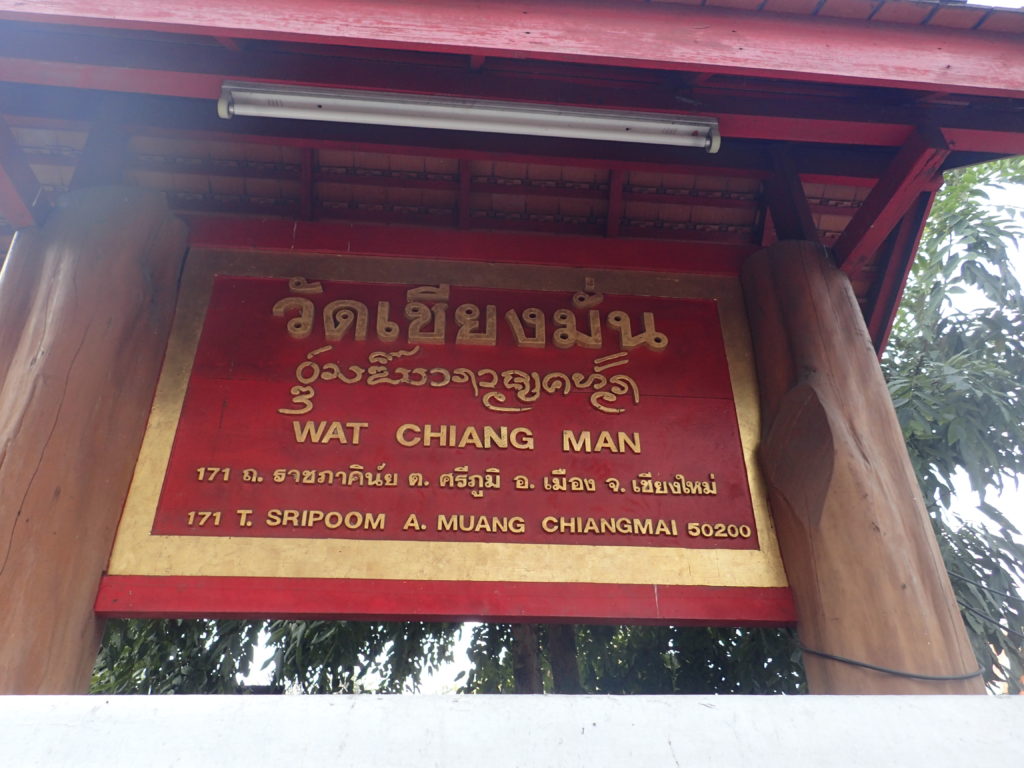 วัดเชียงมั่น
WAT CHIANG MAN
171 ถ. ราชภาคินัย ต. ศรีภูมิ อ. เมือง จ. เชียงใหม่
171 T. SRIPOOM A. MUANG CHIANGMAI 50200